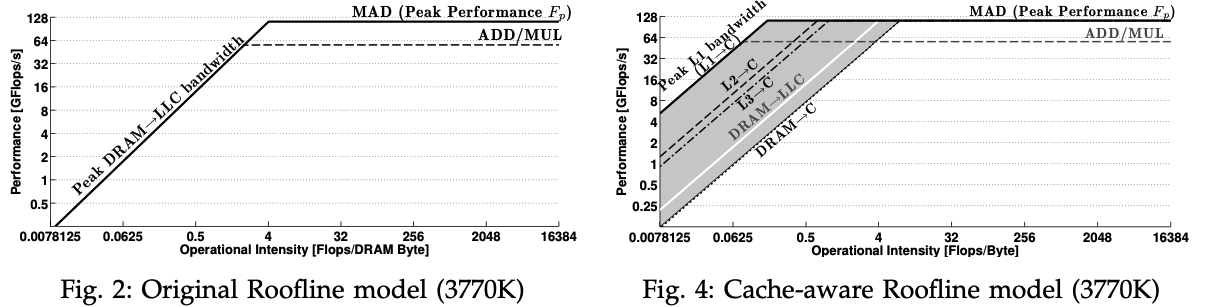 128
64
32
16
8
4
2
1
0.5
Performance [GFlops/s]
MAD (Peak Performance Fp)
ADD/MUL
Peak DRAM→LLC bandwidth
0.0078125 0.0625 0.5 4 32 256 2048 16384
Operational Intensity [Flops/DRAM Byte]
Fig. 2: Original Roofline model (3770K)
128
64
32
16
8
4
2
1
0.5
0.25
Performance [GFlops/s]
MAD (Peak Performance Fp)
ADD/MUL
Peak L1 bandwidth
(L1→C)
L2→C
L3→C
DRAM→LLC
DRAM→C
0.0078125 0.0625 0.5 4 32 256 2048 16384
Operational Intensity [Flops/Byte]
Fig. 4: Cache-aware Roofline model (3770K)